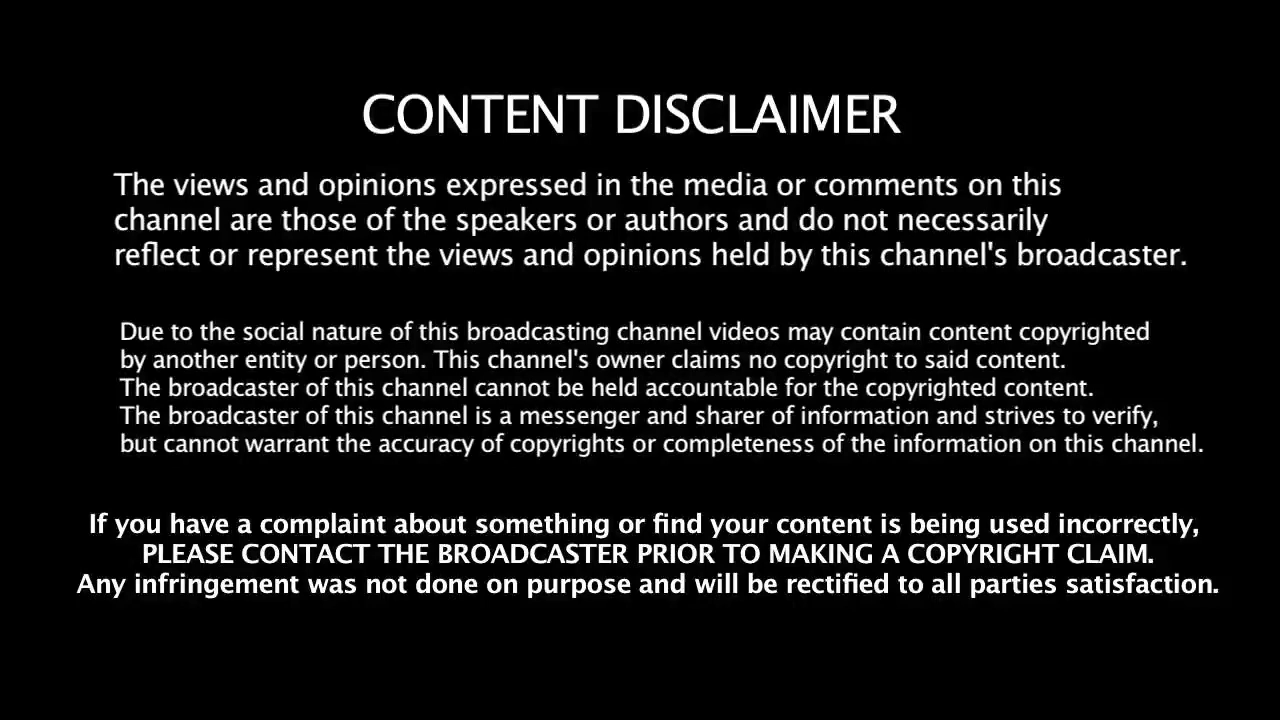 CONTENT DISCLAIMER
The views and opinions expressed in the media or comments on this
channel are those of the speakers or authors and do not necessarily
reflect or represent the views and opinions held by this channel's broadcaster.
Due to the social nature of this broadcasting channel videos may contain content copyrighted
by another entity or person. This channel's owner claims no copyright to said content.
The broadcaster of this channel cannot be held accountable for the copyrighted content.
The broadcaster of this channel is a messenger and sharer of information and strives to verify,
but cannot warrant the accuracy of copyrights or completeness of the information on this channel.
If you have a complaint about something or find your content is being used incorrectly,
PLEASE CONTACT THE BROADCASTER PRIOR TO MAKING A COPYRIGHT CLAIM.
Any infringement was not done on purpose and will be rectified to all parties satisfaction.